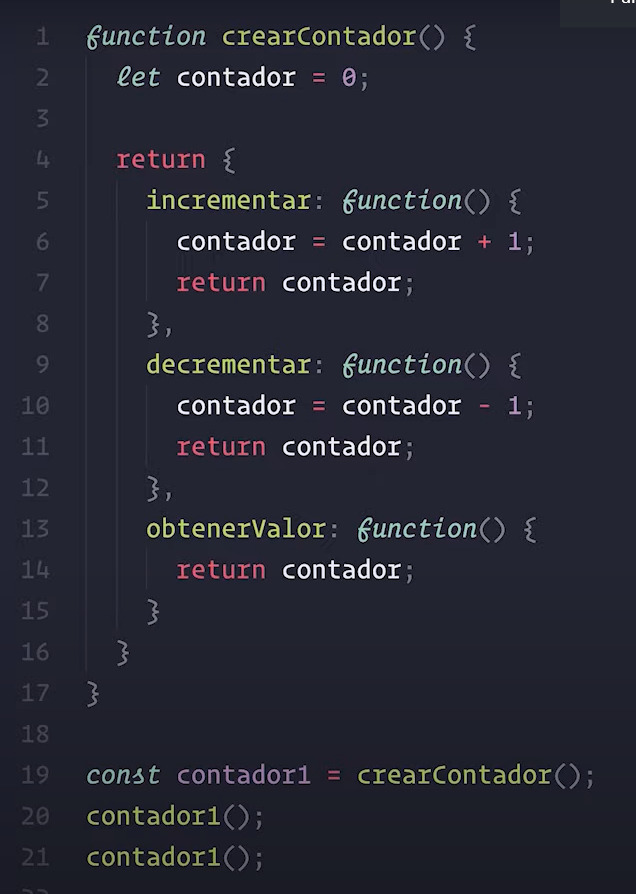 1 function crearContador() {
2 let contador = 0;
3
4 return {
5 incrementar: function() {
6 contador = contador + 1;
7 return contador;
8 },
9 decrementar: function() {
10 contador = contador - 1;
11 return contador;
12 },
13 obtenerValor: function() {
14 return contador;
15 }
16 }
17 }
18
19 const contador1 = crearContador();
20 contador1();
21 contador1();